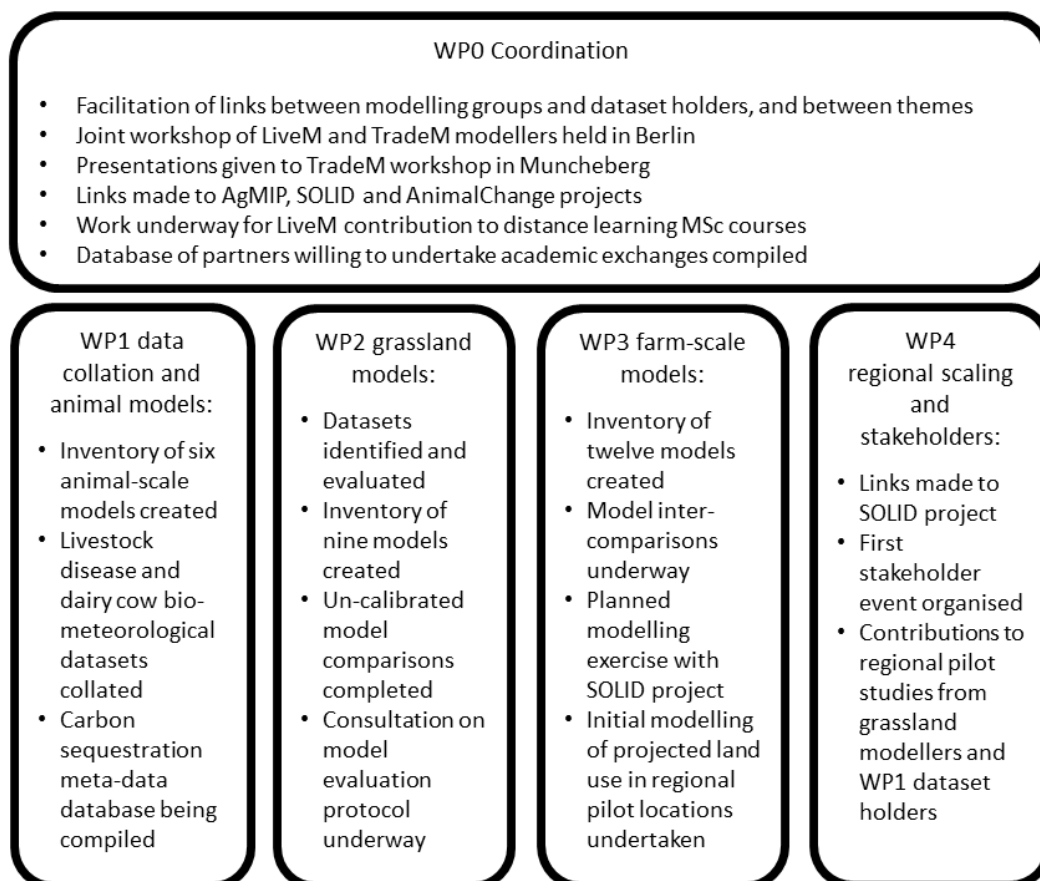 WP0 Coordination
• Facilitation of links between modelling groups and dataset holders, and between themes
• Joint workshop of LiveM and TradeM modellers held in Berlin
• Presentations given to TradeM workshop in Muncheberg
• Links made to AgMIP, SOLID and AnimalChange projects
• Work underway for LiveM contribution to distance learning MSc courses
• Database of partners willing to undertake academic exchanges compiled
WP1 data
collation and
animal models:
• Inventory of six
animal-scale
models created
• Livestock
disease and
dairy cow bio-
meteorological
datasets
collated
• Carbon
sequestration
meta-data
database being
compiled
WP2 grassland
models:
• Datasets
identified and
evaluated
• Inventory of
nine models
created
• Un-calibrated
model
comparisons
completed
• Consultation on
model
evaluation
protocol
underway
WP3 farm-scale
models:
• Inventory of
twelve models
created
• Model inter-
comparisons
underway
• Planned
modelling
exercise with
SOLID project
• Initial modelling
of projected land
use in regional
pilot locations
undertaken
WP4
regional scaling
and
stakeholders:
• Links made to
SOLID project
• First
stakeholder
event organised
• Contributions to
regional pilot
studies from
grassland
modellers and
WP1 dataset
holders